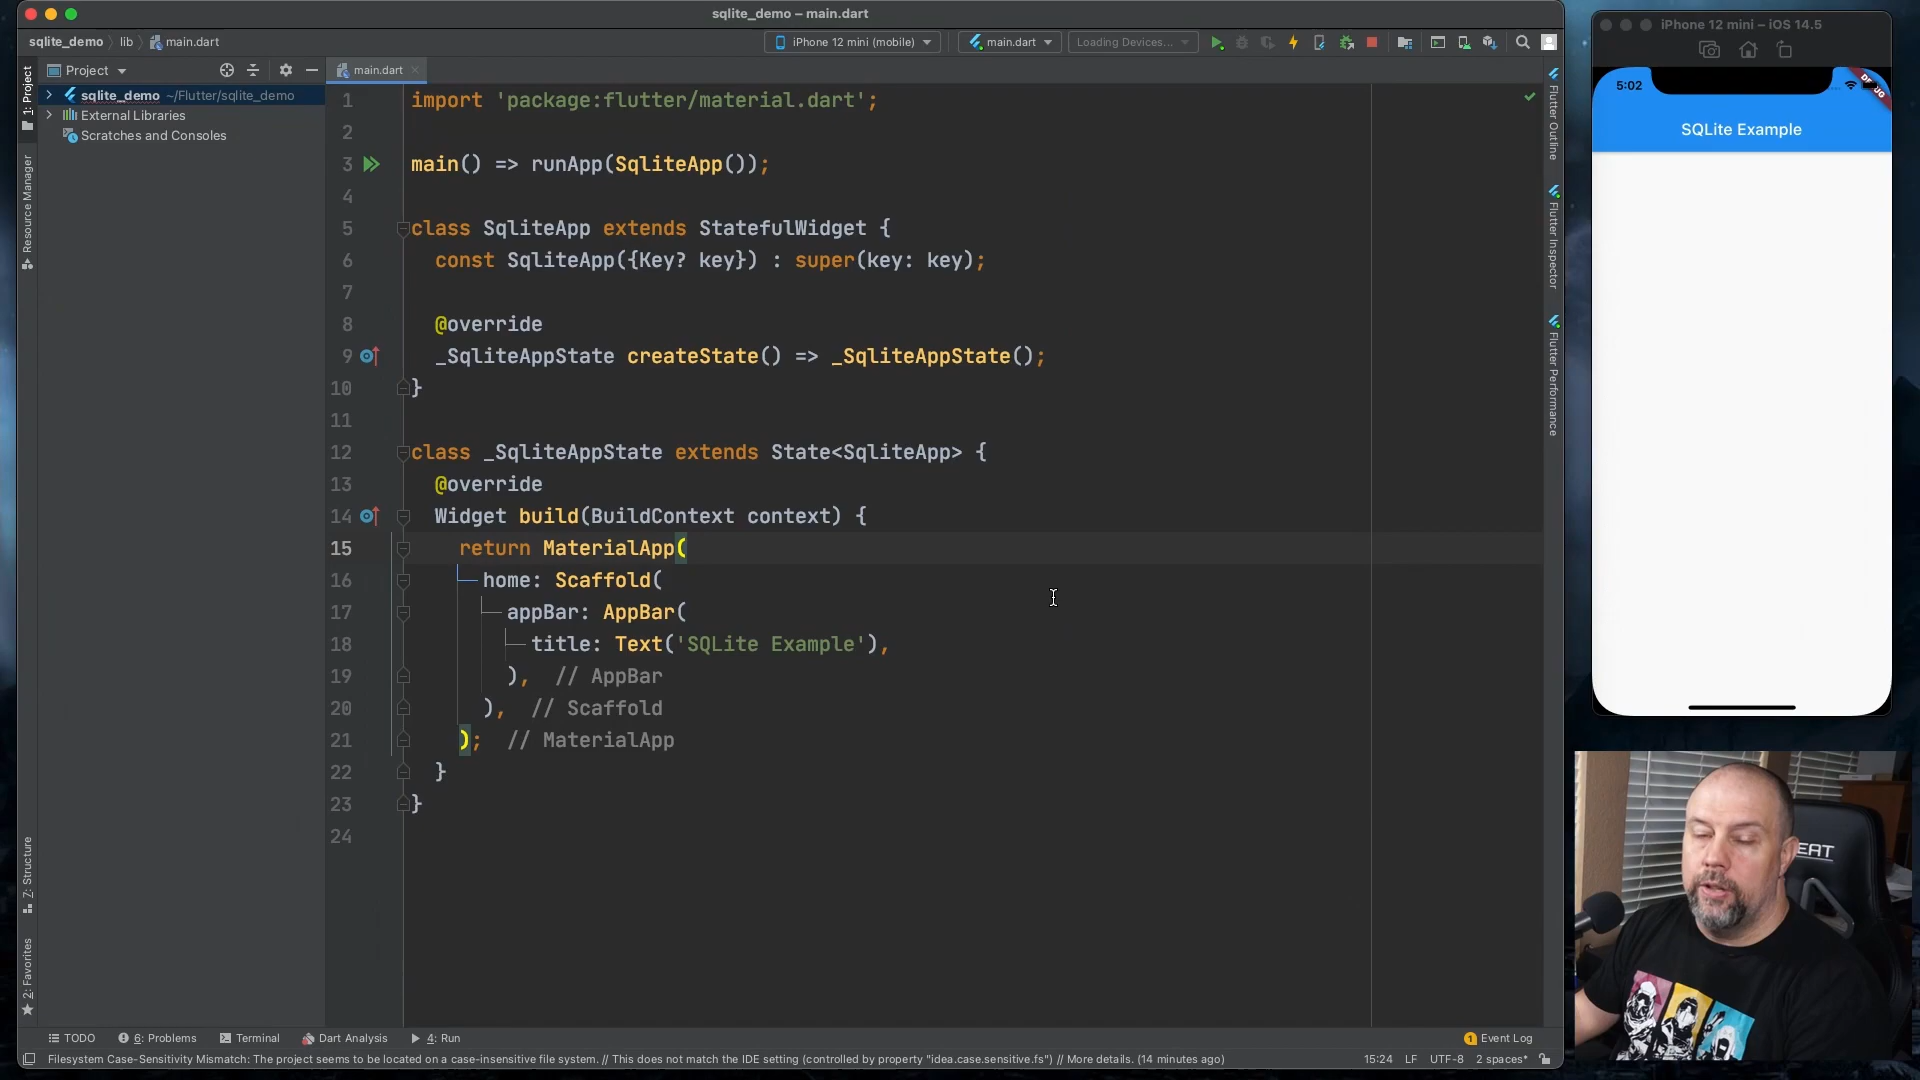 sqlite_demo – main.dart
sqlite_demo lib main.dart
iPhone 12 mini (mobile)
main.dart
Loading Devices...
Project
main.dart
sqlite_demo ~/Flutter/sqlite_demo
External Libraries
Scratches and Consoles
1: Project
Resource Manager
Z: Structure
2: Favorites
1 import 'package:flutter/material.dart';
2
3 main() => runApp(SqliteApp());
4
5 class SqliteApp extends StatefulWidget {
6 const SqliteApp({Key? key}) : super(key: key);
7
8 @override
9 _SqliteAppState createState() => _SqliteAppState();
10 }
11
12 class _SqliteAppState extends State<SqliteApp> {
13 @override
14 Widget build(BuildContext context) {
15 return MaterialApp(
16 home: Scaffold(
17 appBar: AppBar(
18 title: Text('SQLite Example'),
19 ), // AppBar
20 ), // Scaffold
21 ); // MaterialApp
22 }
23 }
24
Flutter Outline
Flutter Inspector
Flutter Performance
TODO
6: Problems
Terminal
Dart Analysis
4: Run
1 Event Log
Filesystem Case-Sensitivity Mismatch: The project seems to be located on a case-insensitive file system. // This does not match the IDE setting (controlled by property "idea.case.sensitive.fs") // More details. (14 minutes ago)
15:24 LF UTF-8 2 spaces*
iPhone 12 mini – iOS 14.5
5:02
SQLite Example